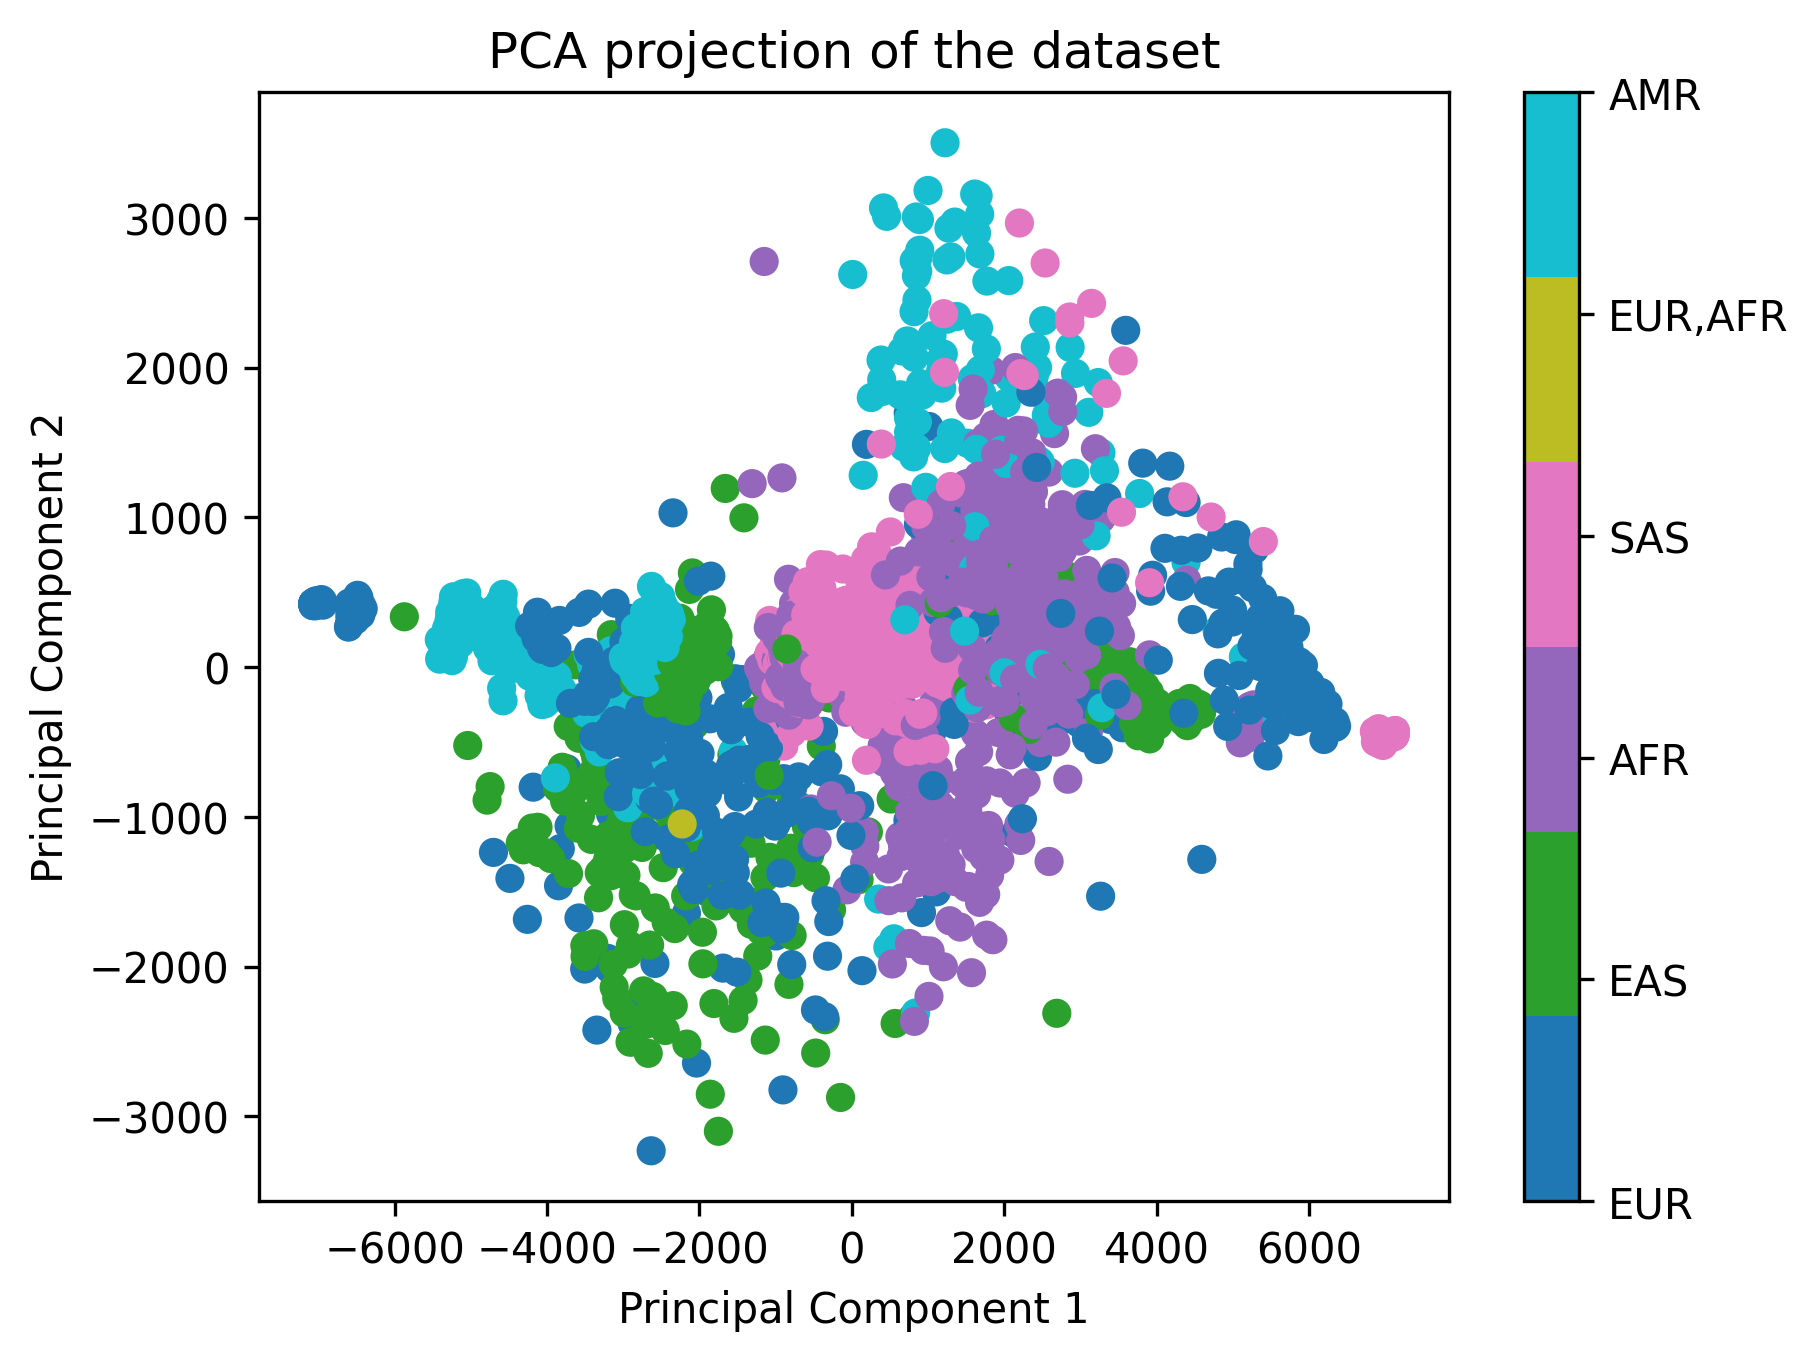 PCA projection of the dataset
AMR
EUR,AFR
SAS
AFR
EAS
EUR
Principal Component 2
3000
2000
1000
0
−1000
−2000
−3000
−6000 −4000 −2000 0 2000 4000 6000
Principal Component 1